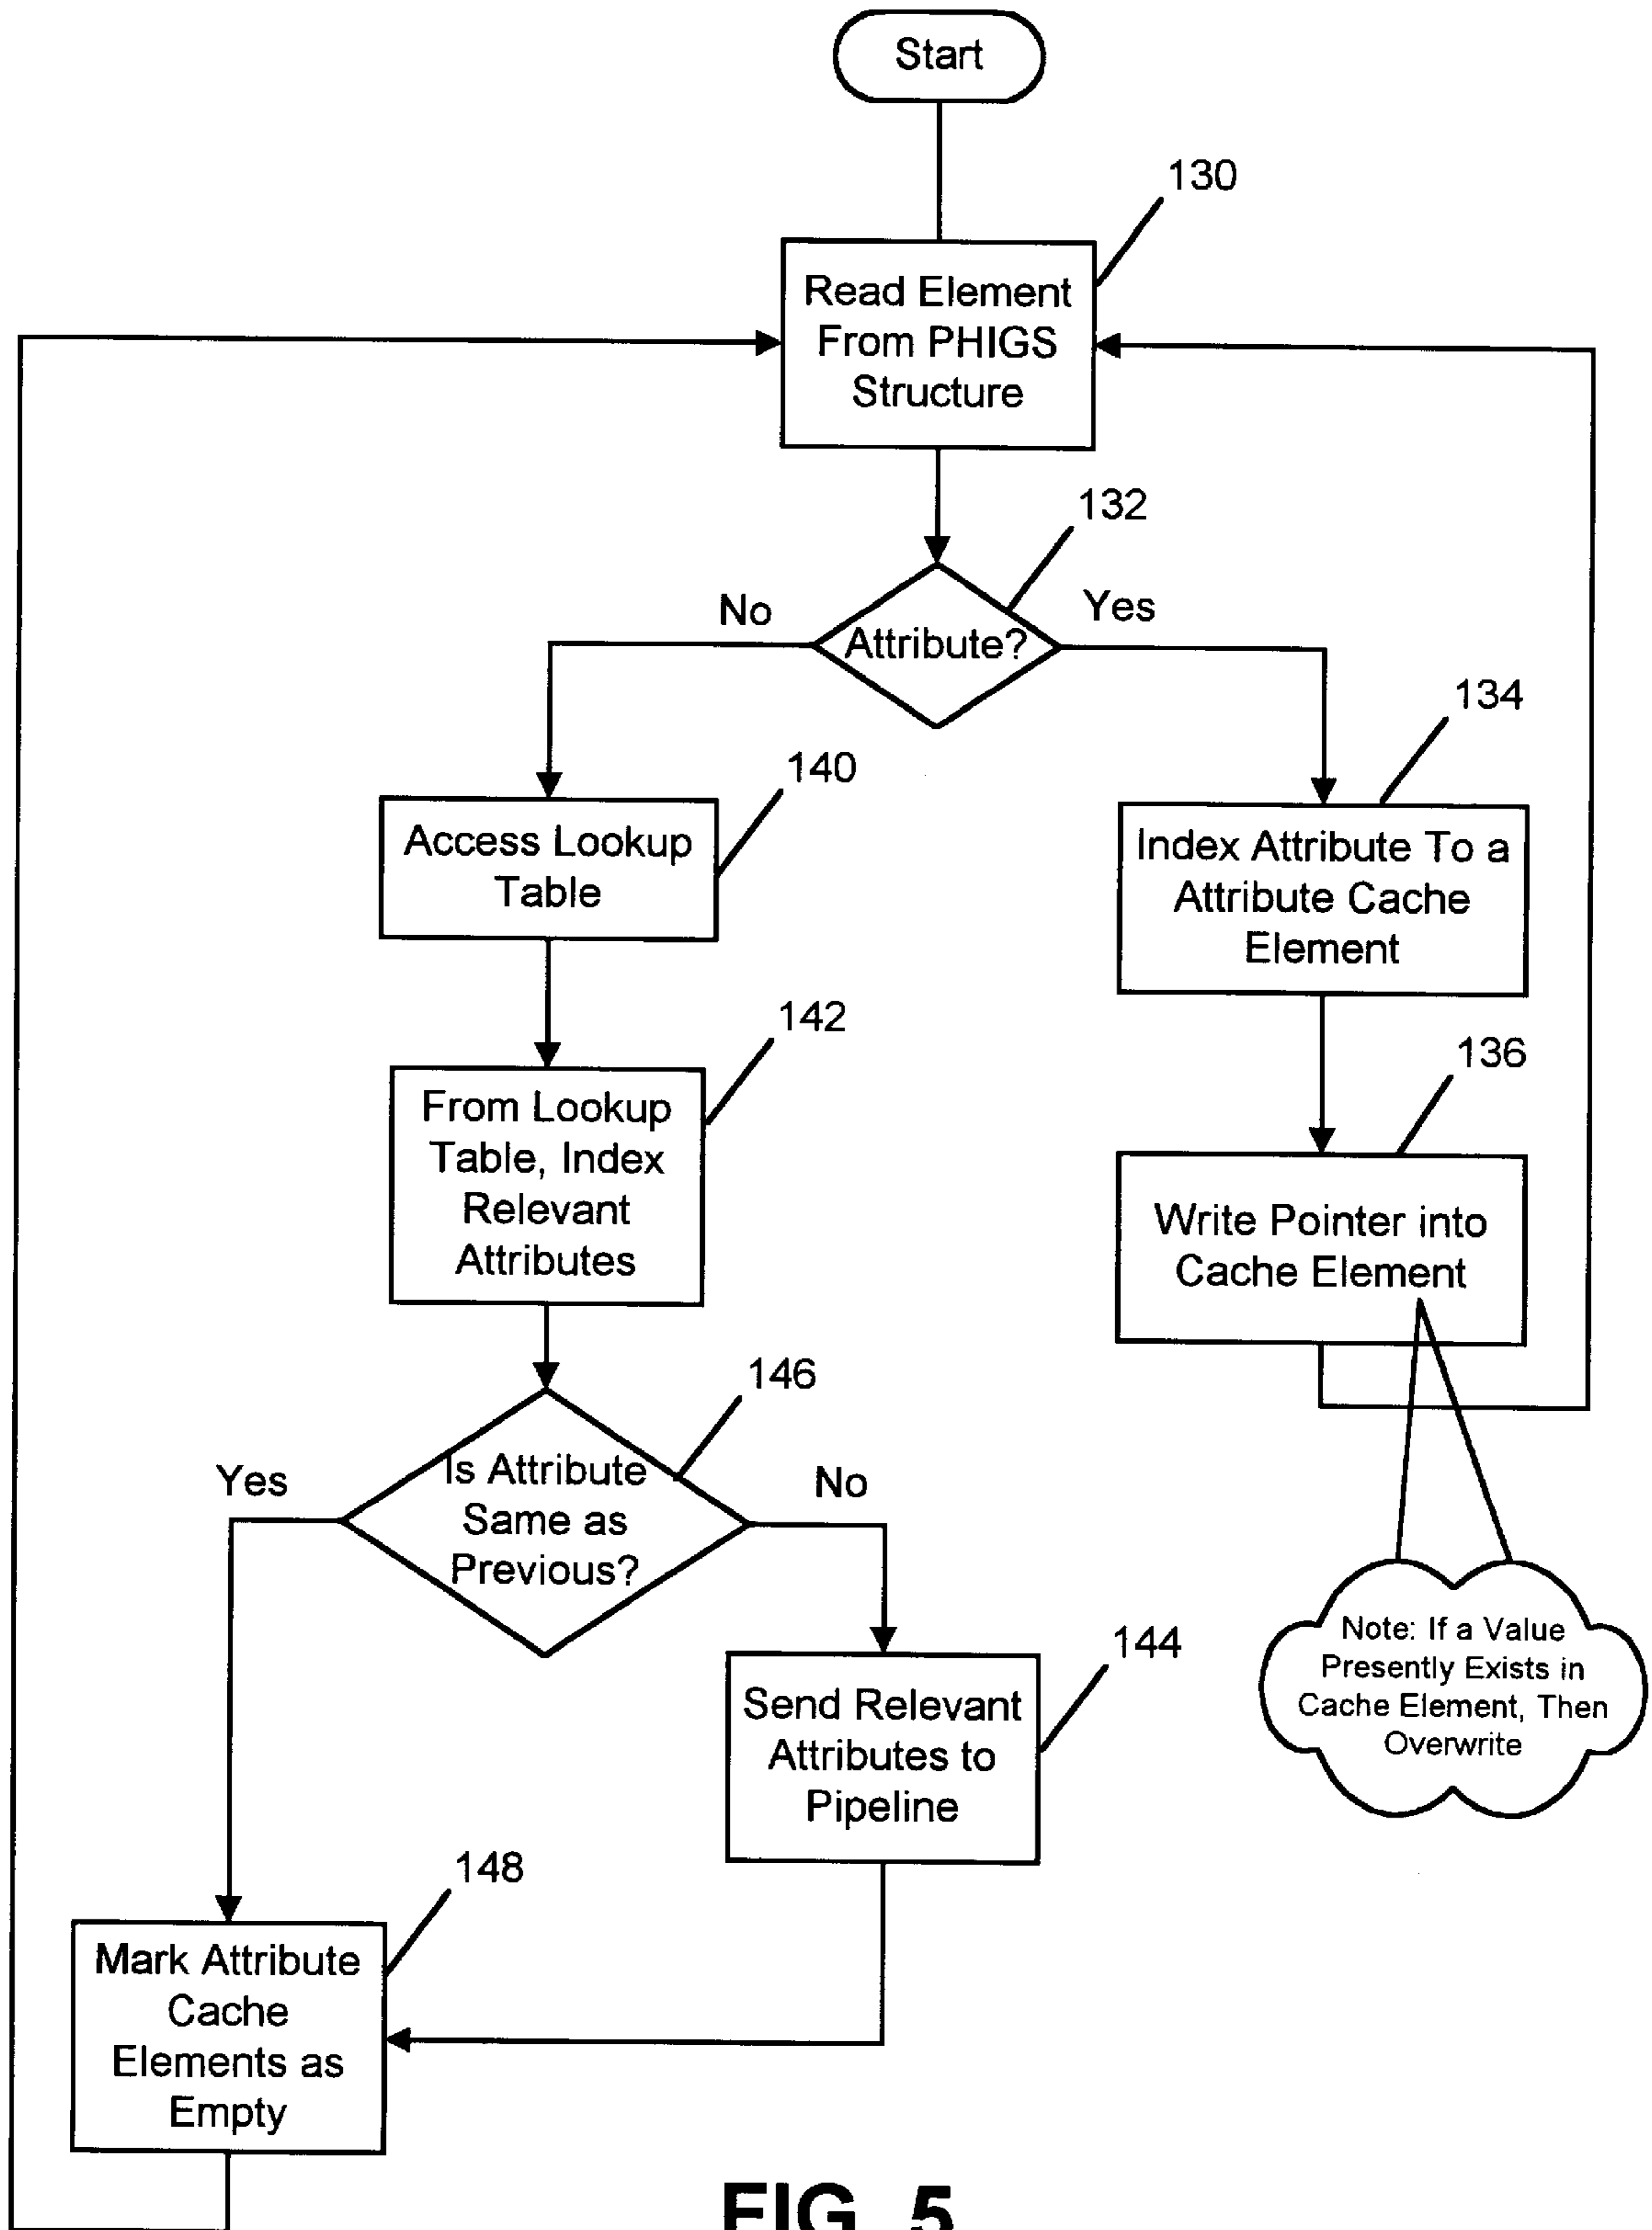 Start
130
Read Element
From PHIGS
Structure
132
No
Yes
Attribute?
134
140
Access Lookup
Table
Index Attribute To a
Attribute Cache
Element
142
136
From Lookup
Table, Index
Relevant
Attributes
Write Pointer into
Cache Element
146
Yes
No
Is Attribute
Same as
Previous?
144
Note: If a Value
Presently Exists in
Cache Element, Then
Overwrite
Send Relevant
Attributes to
Pipeline
148
Mark Attribute
Cache
Elements as
Empty
FIG. 5